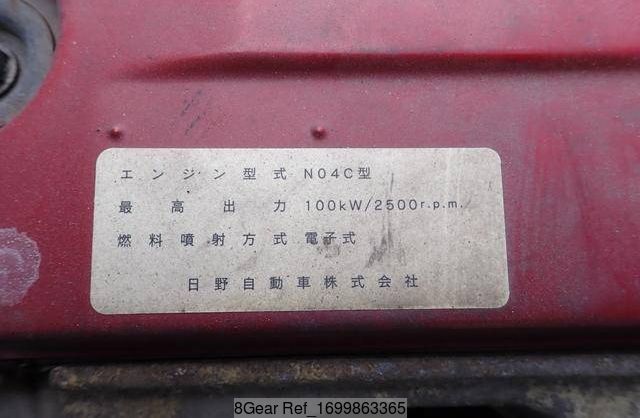 エンジン型式 N04C型
最高出力 100kW/2500r.p.m.
燃料噴射方式 電子式
日野自動車株式会社
8Gear Ref_1699863365